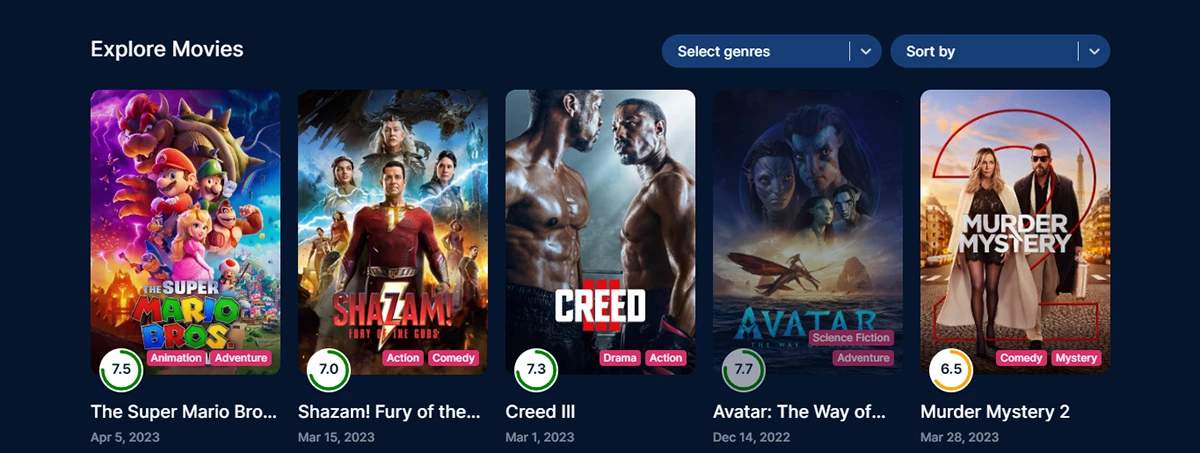 Explore Movies
Select genres
Sort by
THE SUPER
MARIO
BROS.
Animation
Adventure
7.5
The Super Mario Bro...
Apr 5, 2023
SHAZAM!
FURY OF THE GODS
Action
Comedy
7.0
Shazam! Fury of the...
Mar 15, 2023
CREED
III
Drama
Action
7.3
Creed III
Mar 1, 2023
AVATAR
THE WAY
Science Fiction
Adventure
7.7
Avatar: The Way of...
Dec 14, 2022
2
MURDER
MYSTERY
Comedy
Mystery
6.5
Murder Mystery 2
Mar 28, 2023